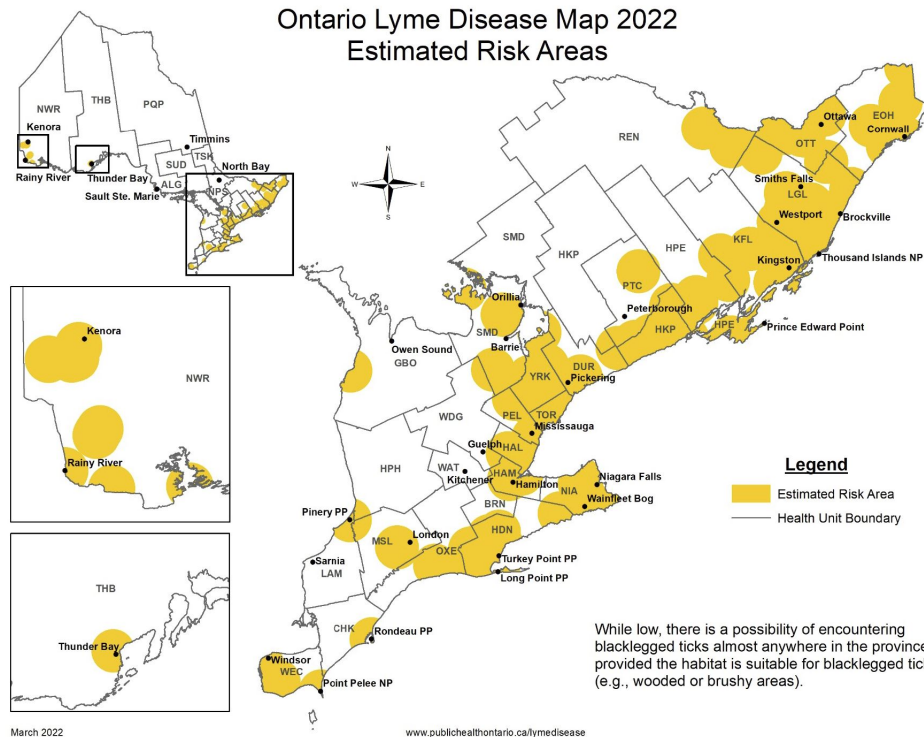 Ontario Lyme Disease Map 2022
Estimated Risk Areas
NWR
THB
PQP
Kenora
Timmins
TSK
SUD
North Bay
Rainy River
Thunder Bay
ALG
NPS
Sault Ste. Marie
N
W
E
S
REN
Ottawa
EOH
Cornwall
OTT
Smiths Falls
LGL
Westport
Brockville
SMD
HKP
HPE
KFL
Kingston
Thousand Islands NP
PTC
Peterborough
HKP
HPE
Prince Edward Point
Orillia
SMD
Barrie
Owen Sound
GBO
YRK
DUR
Pickering
WDG
PEL
TOR
Mississauga
Guelph
HAL
HPH
WAT
Kitchener
HAM
Hamilton
NIA
Niagara Falls
BRN
Wainfleet Bog
Pinery PP
HDN
MSL
London
OXE
Turkey Point PP
Sarnia
LAM
Long Point PP
CHK
Rondeau PP
Windsor
WEC
Point Pelee NP
Kenora
NWR
Rainy River
THB
Thunder Bay
Legend
Estimated Risk Area
Health Unit Boundary
While low, there is a possibility of encountering
blacklegged ticks almost anywhere in the province
provided the habitat is suitable for blacklegged tic
(e.g., wooded or brushy areas).
March 2022
www.publichealthontario.ca/lymedisease